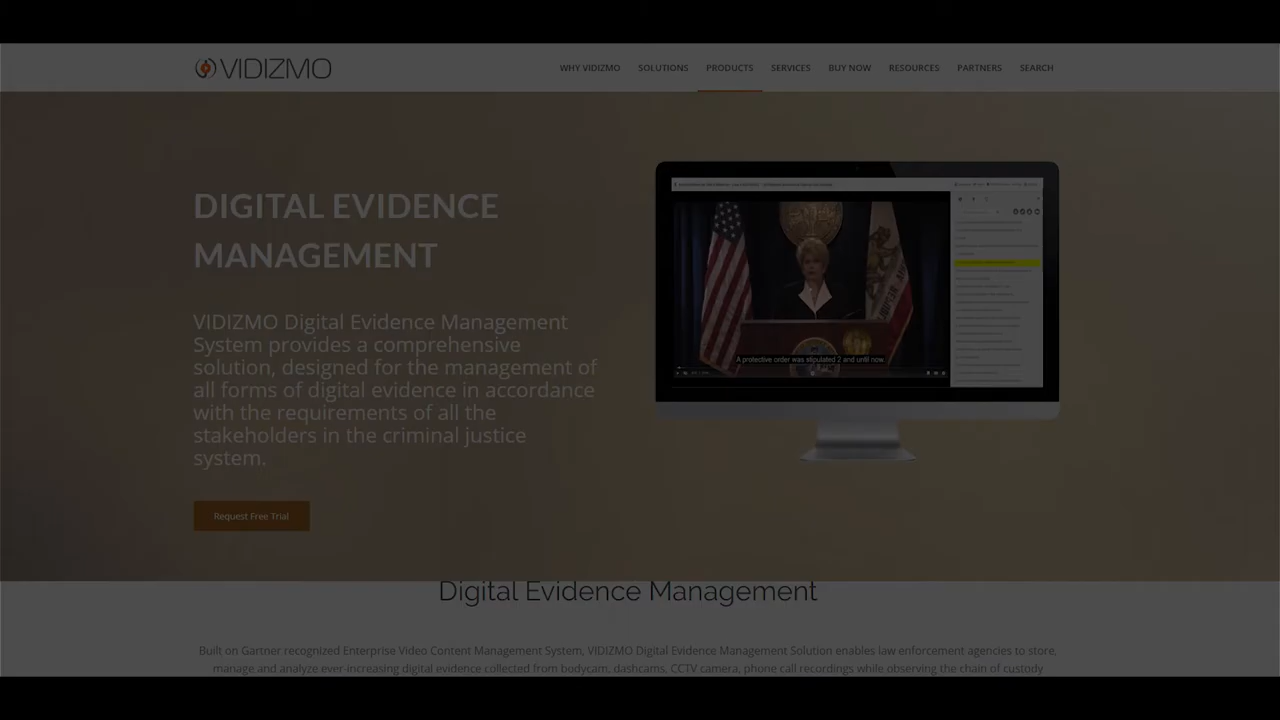 VIDIZMO
WHY VIDIZMO
SOLUTIONS
PRODUCTS
SERVICES
BUY NOW
RESOURCES
PARTNERS
SEARCH
DIGITAL EVIDENCE
MANAGEMENT
VIDIZMO Digital Evidence Management
System provides a comprehensive
solution, designed for the management of
all forms of digital evidence in accordance
with the requirements of all the
stakeholders in the criminal justice
system.
Request Free Trial
A protective order was stipulated 2 and until now.
Digital Evidence Management
Built on Gartner recognized Enterprise Video Content Management System, VIDIZMO Digital Evidence Management Solution enables law enforcement agencies to store,
manage and analyze ever-increasing digital evidence collected from bodycam, dashcams, CCTV camera, phone call recordings while observing the chain of custody